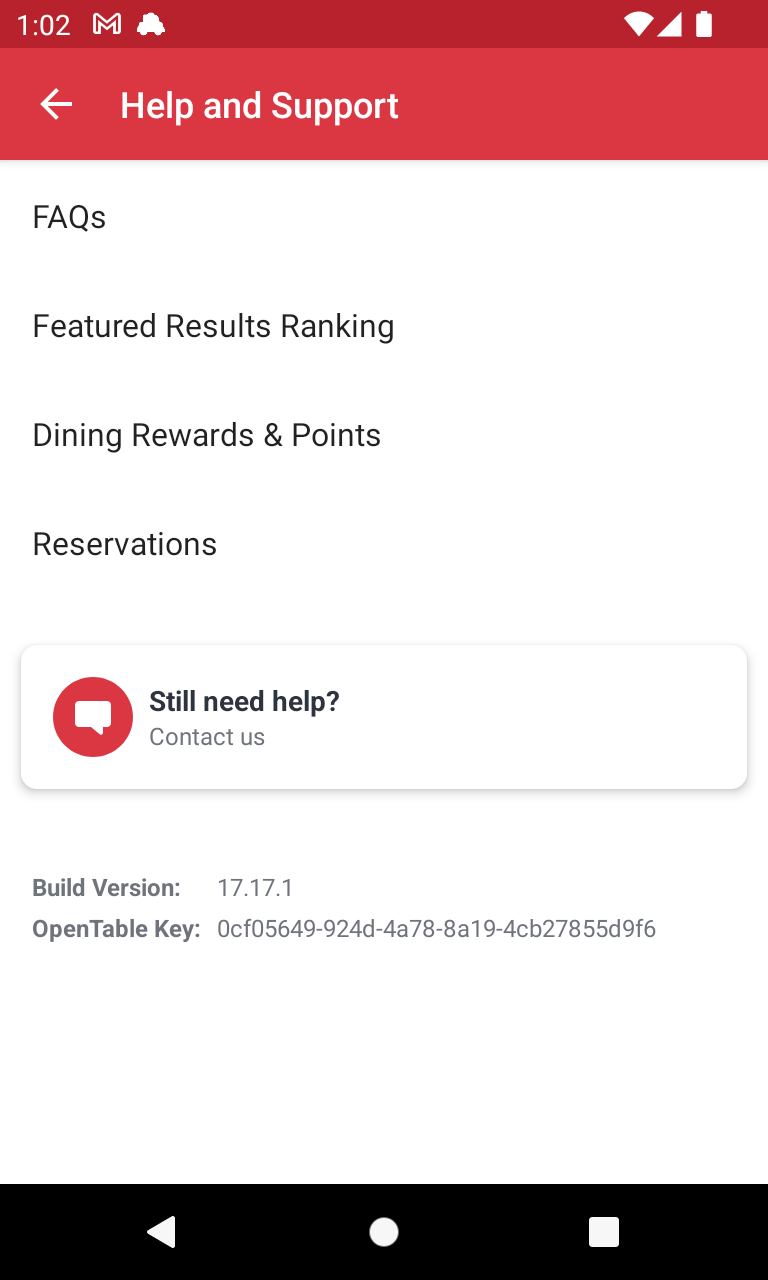 1:02
Help and Support
FAQs
Featured Results Ranking
Dining Rewards & Points
Reservations
Still need help?
Contact us
Build Version: 17.17.1
OpenTable Key: 0cf05649-924d-4a78-8a19-4cb27855d9f6